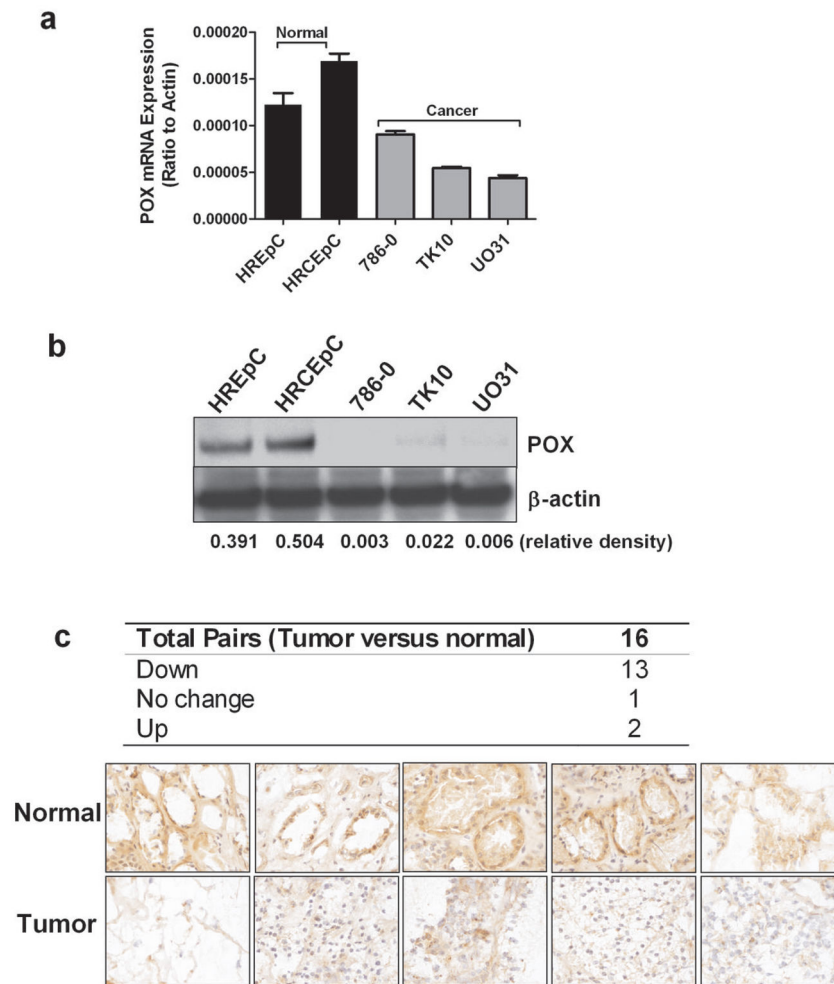 a
POX mRNA Expression
(Ratio to Actin)
0.00020
0.00015
0.00010
0.00005
0.00000
Normal
Cancer
HREpC
HRCEpC
786-0
TK10
UO31
b
HREpC
HRCEpC
786-0
TK10
UO31
POX
β-actin
0.391 0.504 0.003 0.022 0.006 (relative density)
c
Total Pairs (Tumor versus normal) 16
Down 13
No change 1
Up 2
Normal
Tumor